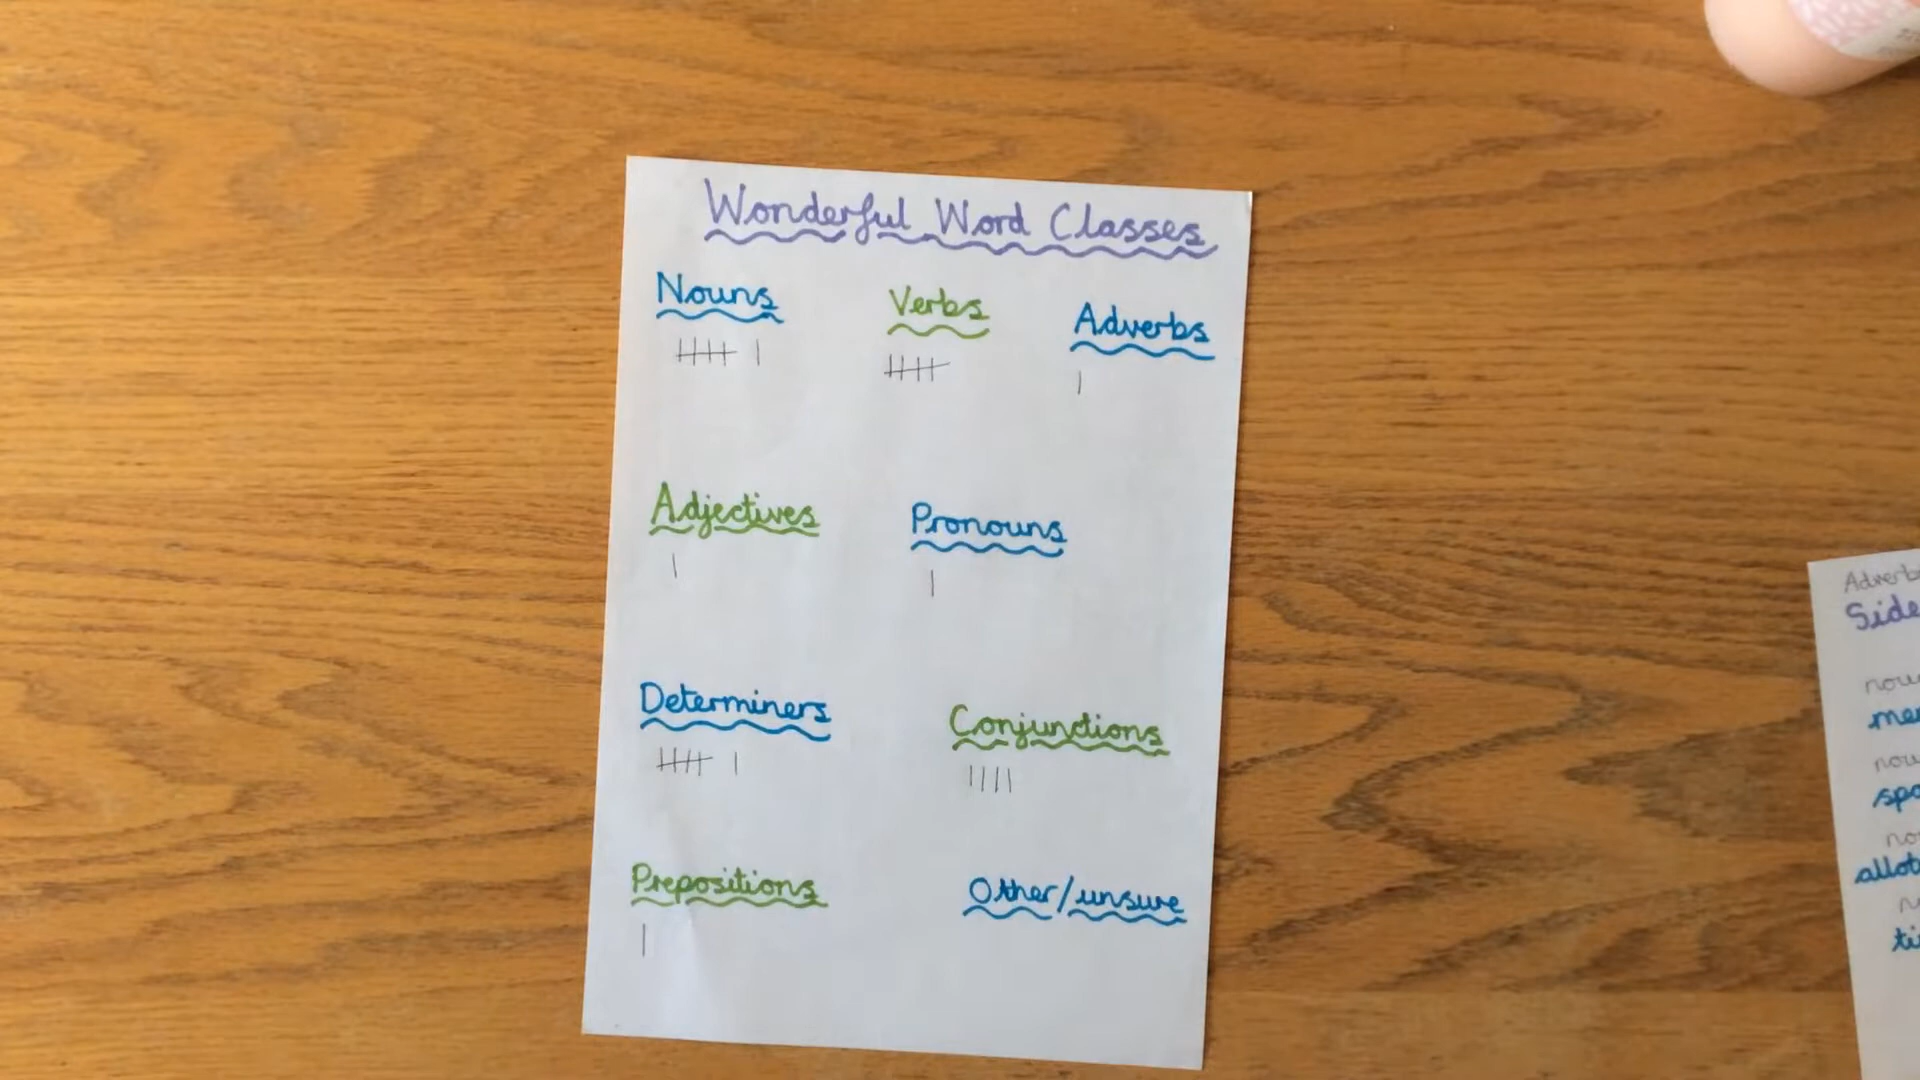 Wonderful Word Classes
Nouns Verbs Adverbs
Adjectives Pronouns
Determiners Conjunctions
Prepositions Other/unsure